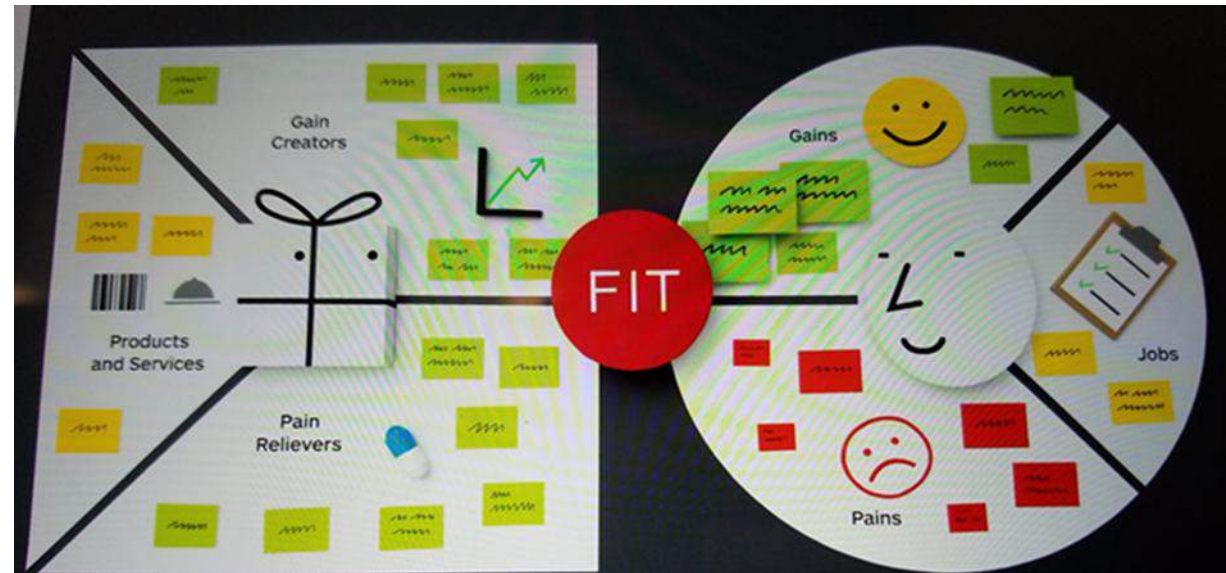 Gain
Creators
Products
and Services
Pain
Relievers
FIT
Gains
Jobs
Pains